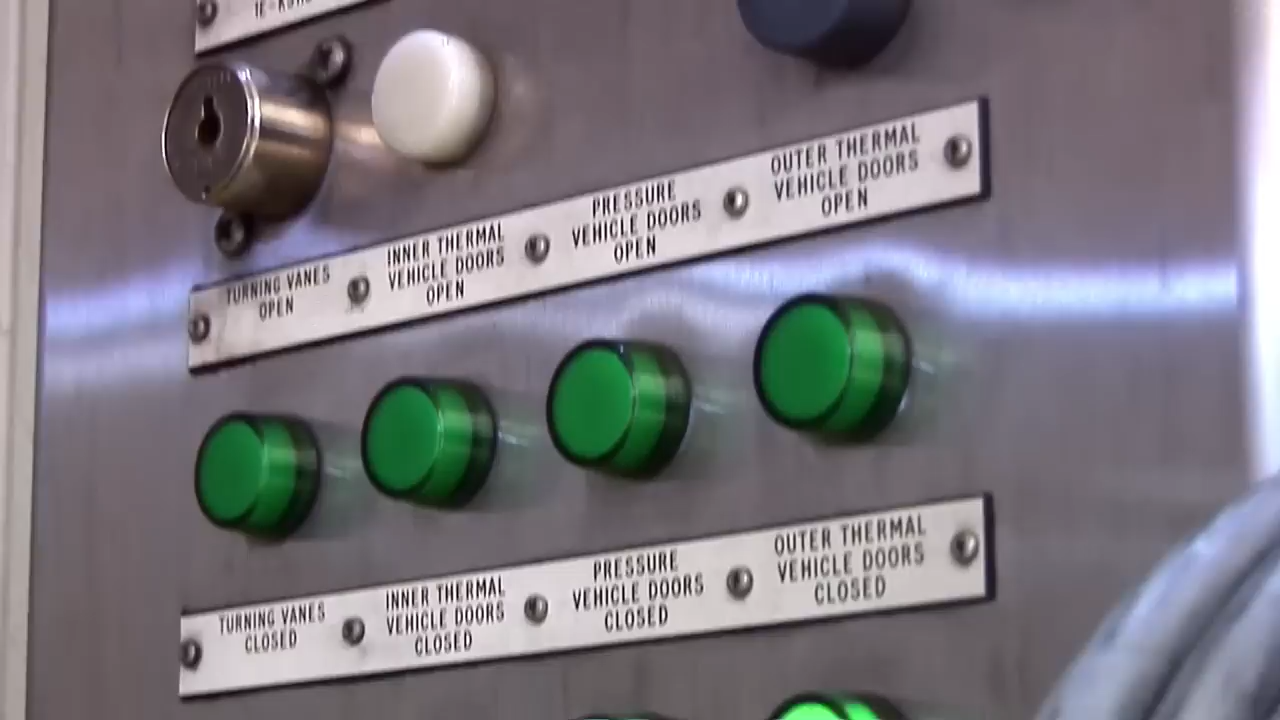 TURNING VANES
OPEN
INNER THERMAL
VEHICLE DOORS
OPEN
PRESSURE
VEHICLE DOORS
OPEN
OUTER THERMAL
VEHICLE DOORS
OPEN
TURNING VANES
CLOSED
INNER THERMAL
VEHICLE DOORS
CLOSED
PRESSURE
VEHICLE DOORS
CLOSED
OUTER THERMAL
VEHICLE DOORS
CLOSED